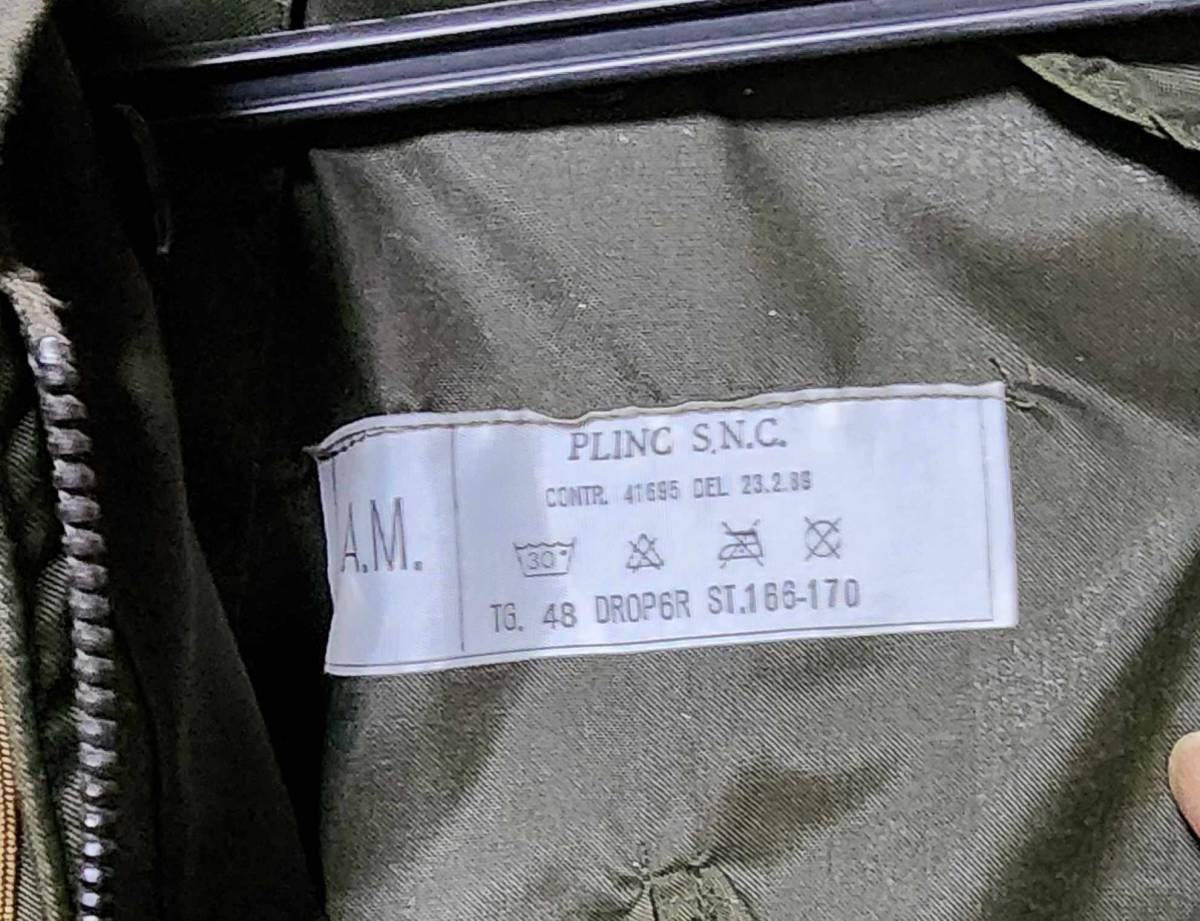 PLINC S.N.C.
CONTR. 41695 DEL 23.2.89
A.M.
30°
TG. 48 DROP6R ST.166-170